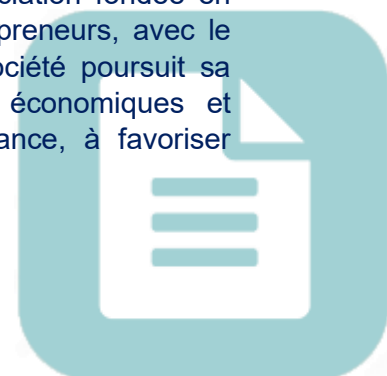 ciation fondée en
preneurs, avec le
ociété poursuit sa
économiques et
ance, à favoriser